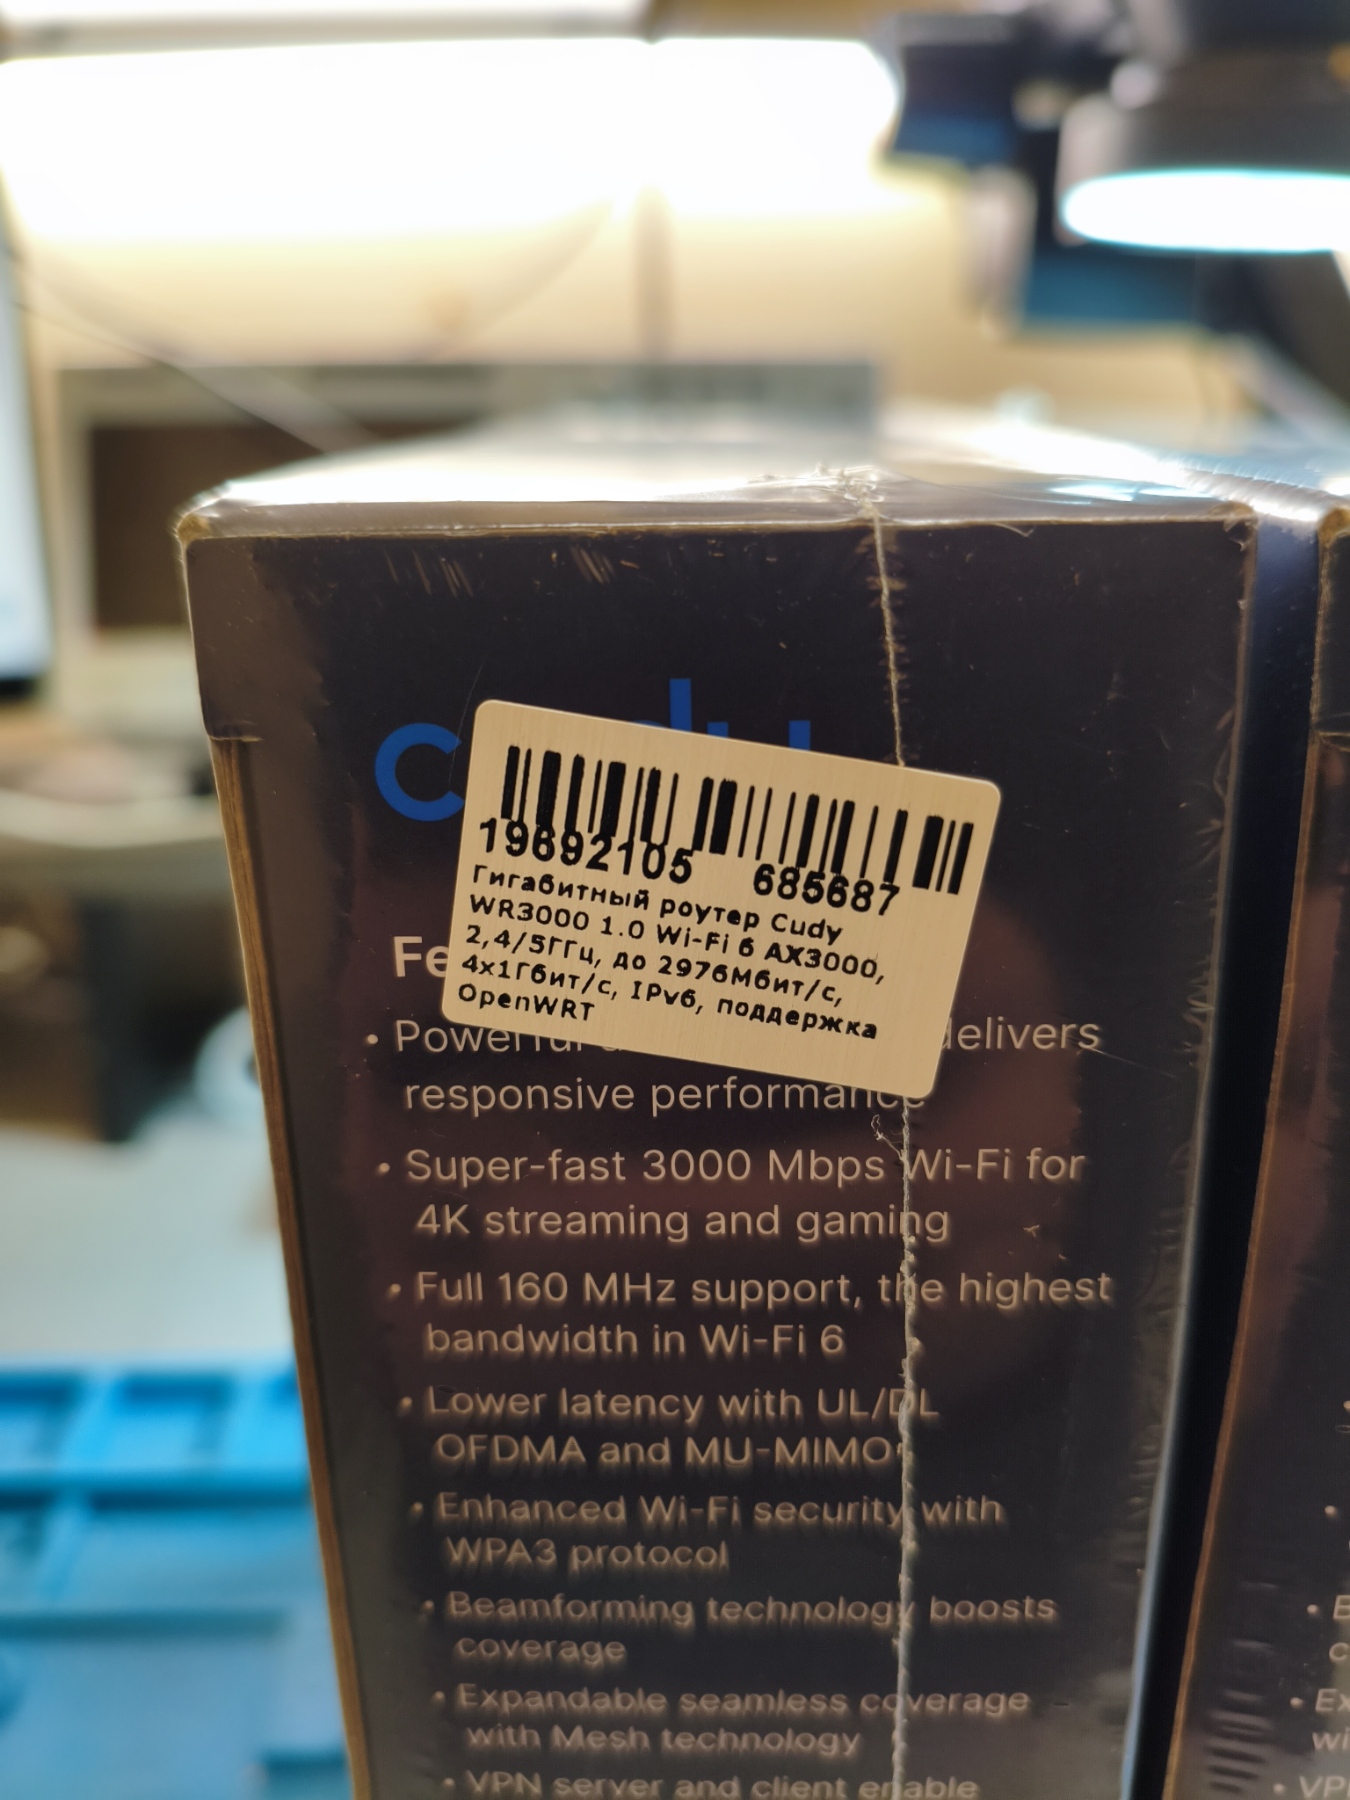 19692105 685687
Гигабитный роутер Cudy
WR3000 1.0 Wi-Fi 6 AX3000,
2,4/5ГГц, до 2976Мбит/с,
4x1Гбит/с, IPv6, поддержка
OpenWRT
• Powerful delivers
responsive performance
• Super-fast 3000 Mbps Wi-Fi for
4K streaming and gaming
• Full 160 MHz support, the highest
bandwidth in Wi-Fi 6
• Lower latency with UL/DL
OFDMA and MU-MIMO
• Enhanced Wi-Fi security with
WPA3 protocol
• Beamforming technology boosts
coverage
• Expandable seamless coverage
with Mesh technology
• VPN server and client enable